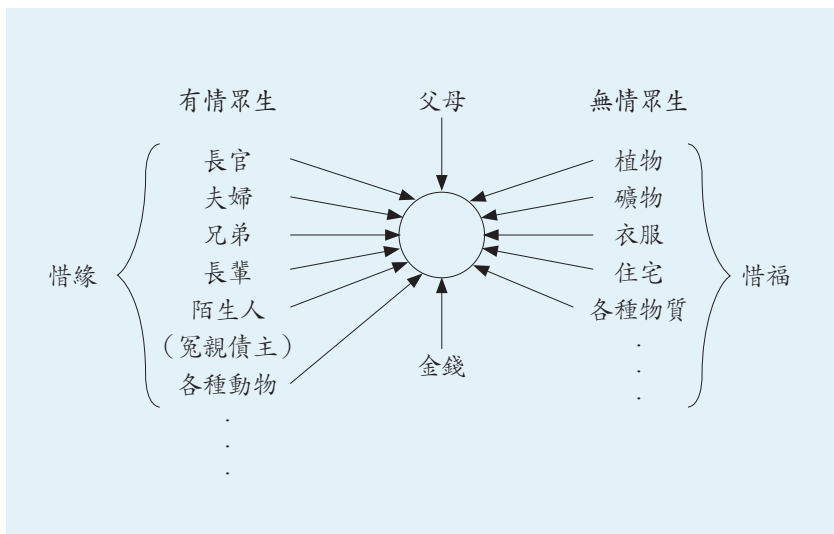 有情眾生
長官
夫婦
兄弟
長輩
陌生人
(冤親債主)
各種動物
.
.
.
惜緣
父母
金錢
無情眾生
植物
礦物
衣服
住宅
各種物質
.
.
.
惜福